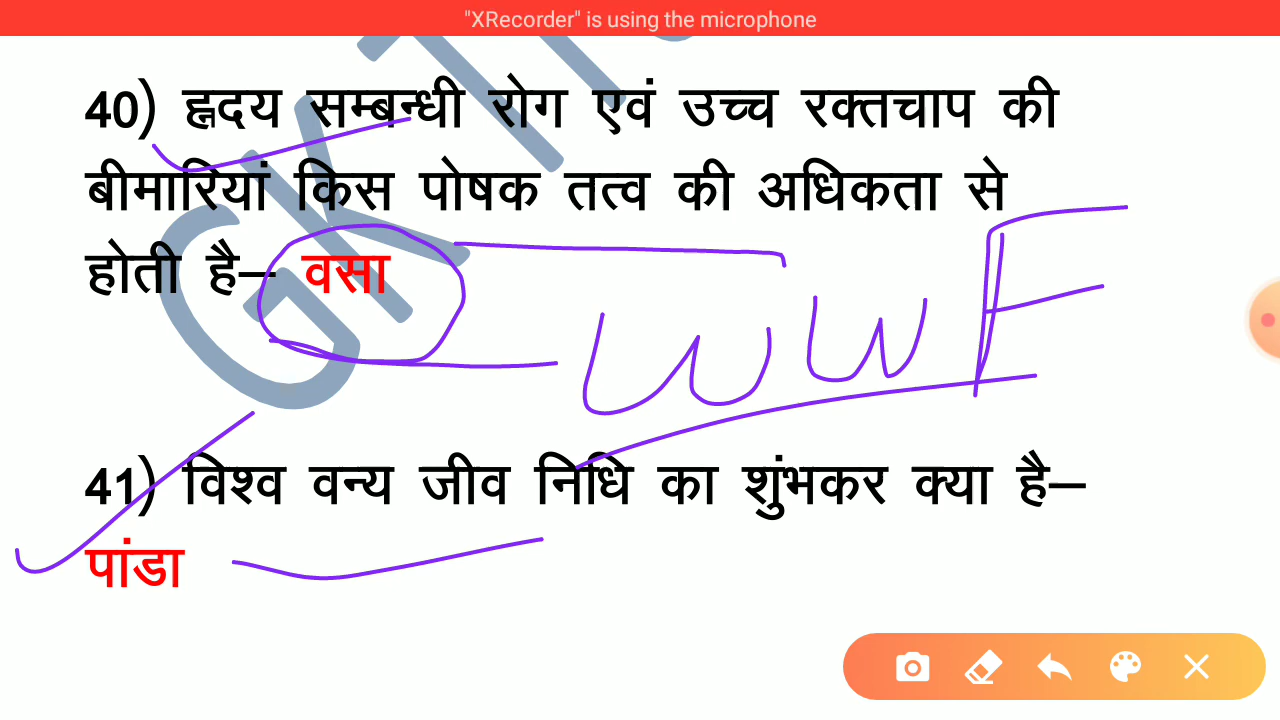 "XRecorder" is using the microphone
40) हृदय सम्बन्धी रोग एवं उच्च रक्तचाप की
बीमारियां किस पोषक तत्व की अधिकता से
होती है– वसा
WWF
41) विश्व वन्य जीव निधि का शुंभकर क्या है–
पांडा
GK